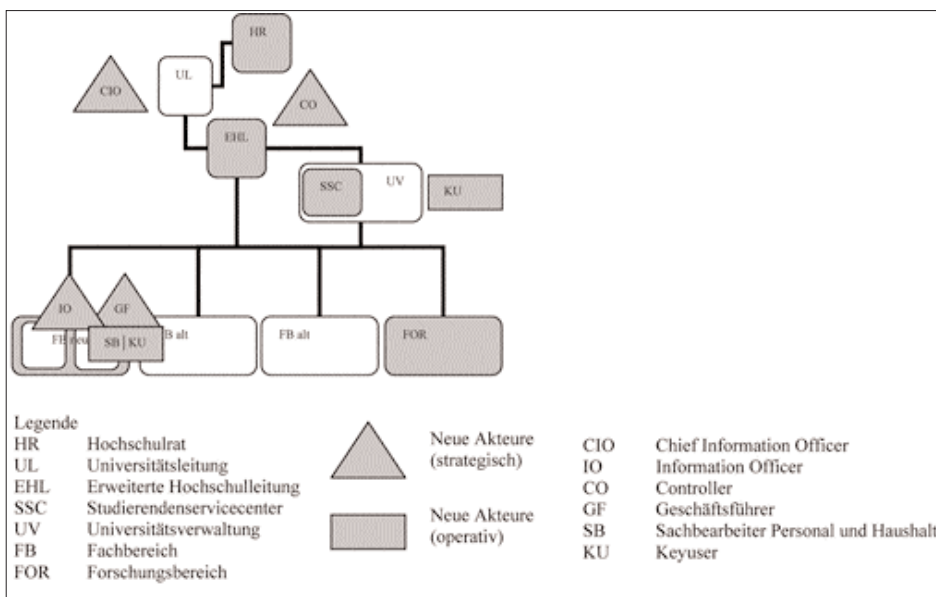 HR
UL
CIO
CO
EHL
SSC UV
KU
IO GF
FB neu FB alt FB alt FOR
SB | KU
Legende
HR Hochschulrat
UL Universitätsleitung
EHL Erweiterte Hochschulleitung
SSC Studierendenservicecenter
UV Universitätsverwaltung
FB Fachbereich
FOR Forschungsbereich
Neue Akteure
(strategisch)
Neue Akteure
(operativ)
CIO Chief Information Officer
IO Information Officer
CO Controller
GF Geschäftsführer
SB Sachbearbeiter Personal und Haushalt
KU Keyuser